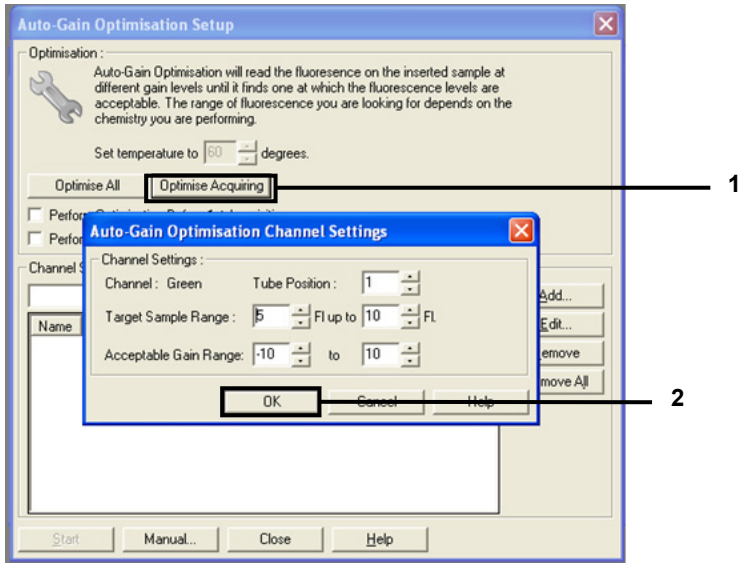 Auto-Gain Optimisation Setup
Optimisation :
Auto-Gain Optimisation will read the fluoresence on the inserted sample at
different gain levels until it finds one at which the fluorescence levels are
acceptable. The range of fluorescence you are looking for depends on the
chemistry you are performing.
Set temperature to 60 degrees.
Optimise All Optimise Acquiring 1
Perfor
Perfor
Auto-Gain Optimisation Channel Settings
Channel Settings :
Channel : Green Tube Position : 1
Target Sample Range : 5 Fl up to 10 Fl.
Acceptable Gain Range: -10 to 10
OK Cancel Help 2
Channel S
Name
Add...
Edit...
emove
move All
Start Manual... Close Help